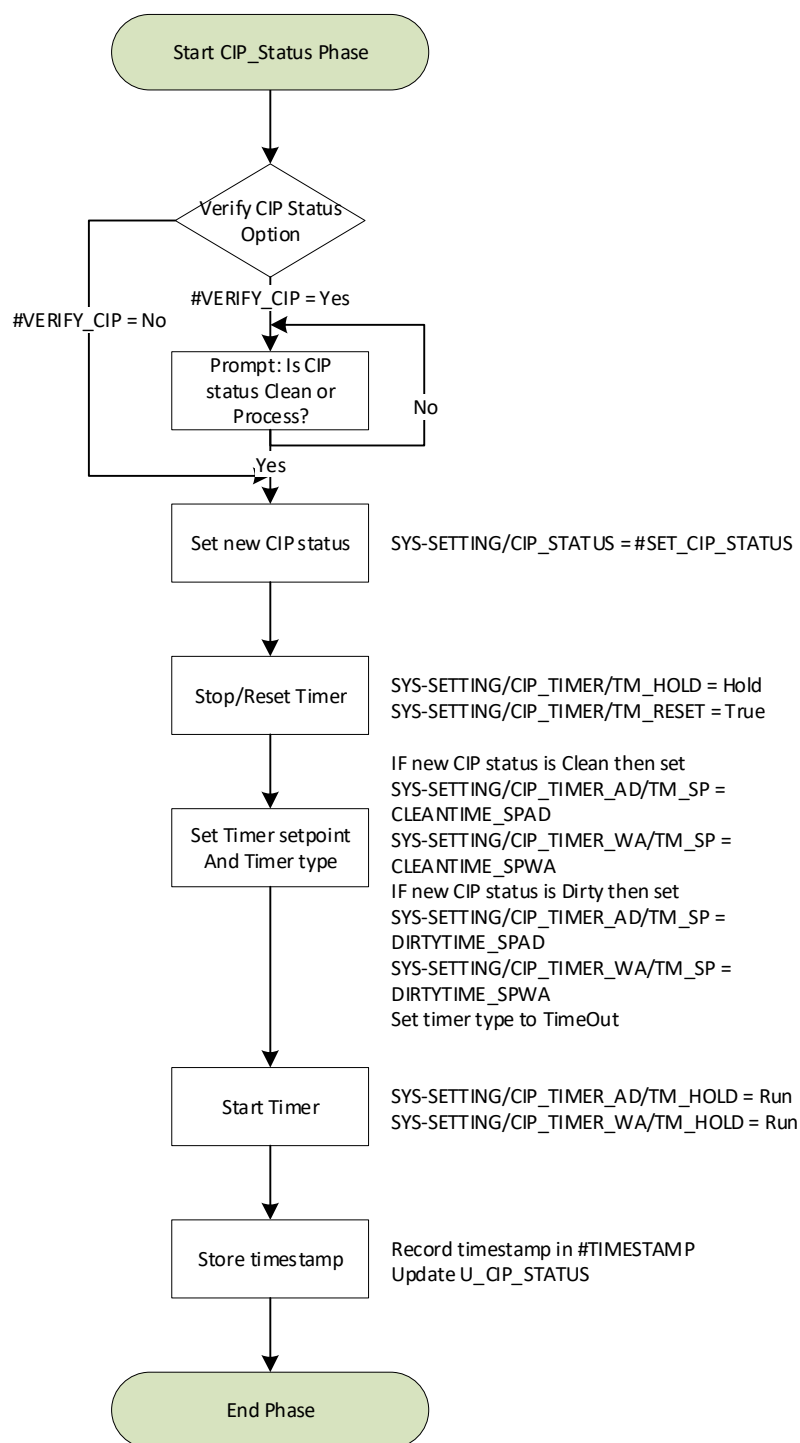 Start CIP_Status Phase
Verify CIP Status
Option
#VERIFY_CIP = Yes
#VERIFY_CIP = No
Prompt: Is CIP
status Clean or
Process?
No
Yes
Set new CIP status
SYS-SETTING/CIP_STATUS = #SET_CIP_STATUS
Stop/Reset Timer
SYS-SETTING/CIP_TIMER/TM_HOLD = Hold
SYS-SETTING/CIP_TIMER/TM_RESET = True
Set Timer setpoint
And Timer type
IF new CIP status is Clean then set
SYS-SETTING/CIP_TIMER_AD/TM_SP =
CLEANTIME_SPAD
SYS-SETTING/CIP_TIMER_WA/TM_SP =
CLEANTIME_SPWA
IF new CIP status is Dirty then set
SYS-SETTING/CIP_TIMER_AD/TM_SP =
DIRTYTIME_SPAD
SYS-SETTING/CIP_TIMER_WA/TM_SP =
DIRTYTIME_SPWA
Set timer type to TimeOut
Start Timer
SYS-SETTING/CIP_TIMER_AD/TM_HOLD = Run
SYS-SETTING/CIP_TIMER_WA/TM_HOLD = Run
Store timestamp
Record timestamp in #TIMESTAMP
Update U_CIP_STATUS
End Phase